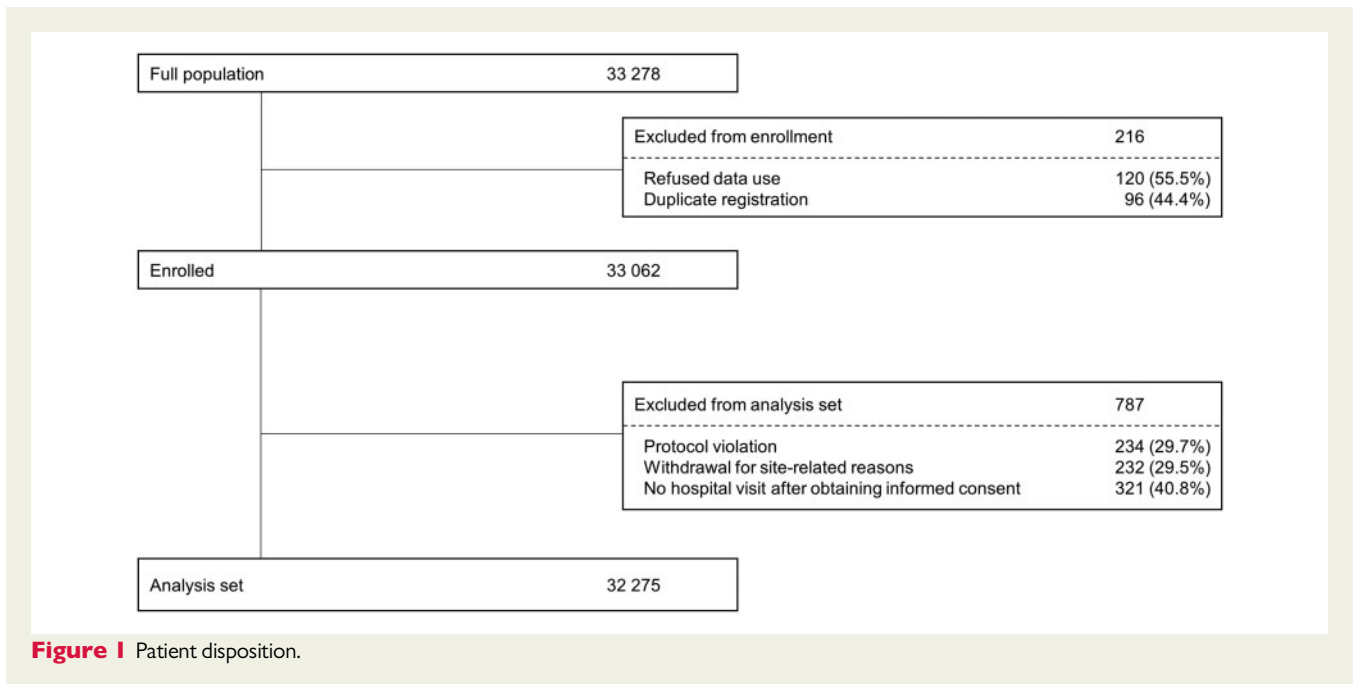 Full population 33 278
Excluded from enrollment 216
Refused data use 120 (55.5%)
Duplicate registration 96 (44.4%)
Enrolled 33 062
Excluded from analysis set 787
Protocol violation 234 (29.7%)
Withdrawal for site-related reasons 232 (29.5%)
No hospital visit after obtaining informed consent 321 (40.8%)
Analysis set 32 275
Figure 1 Patient disposition.